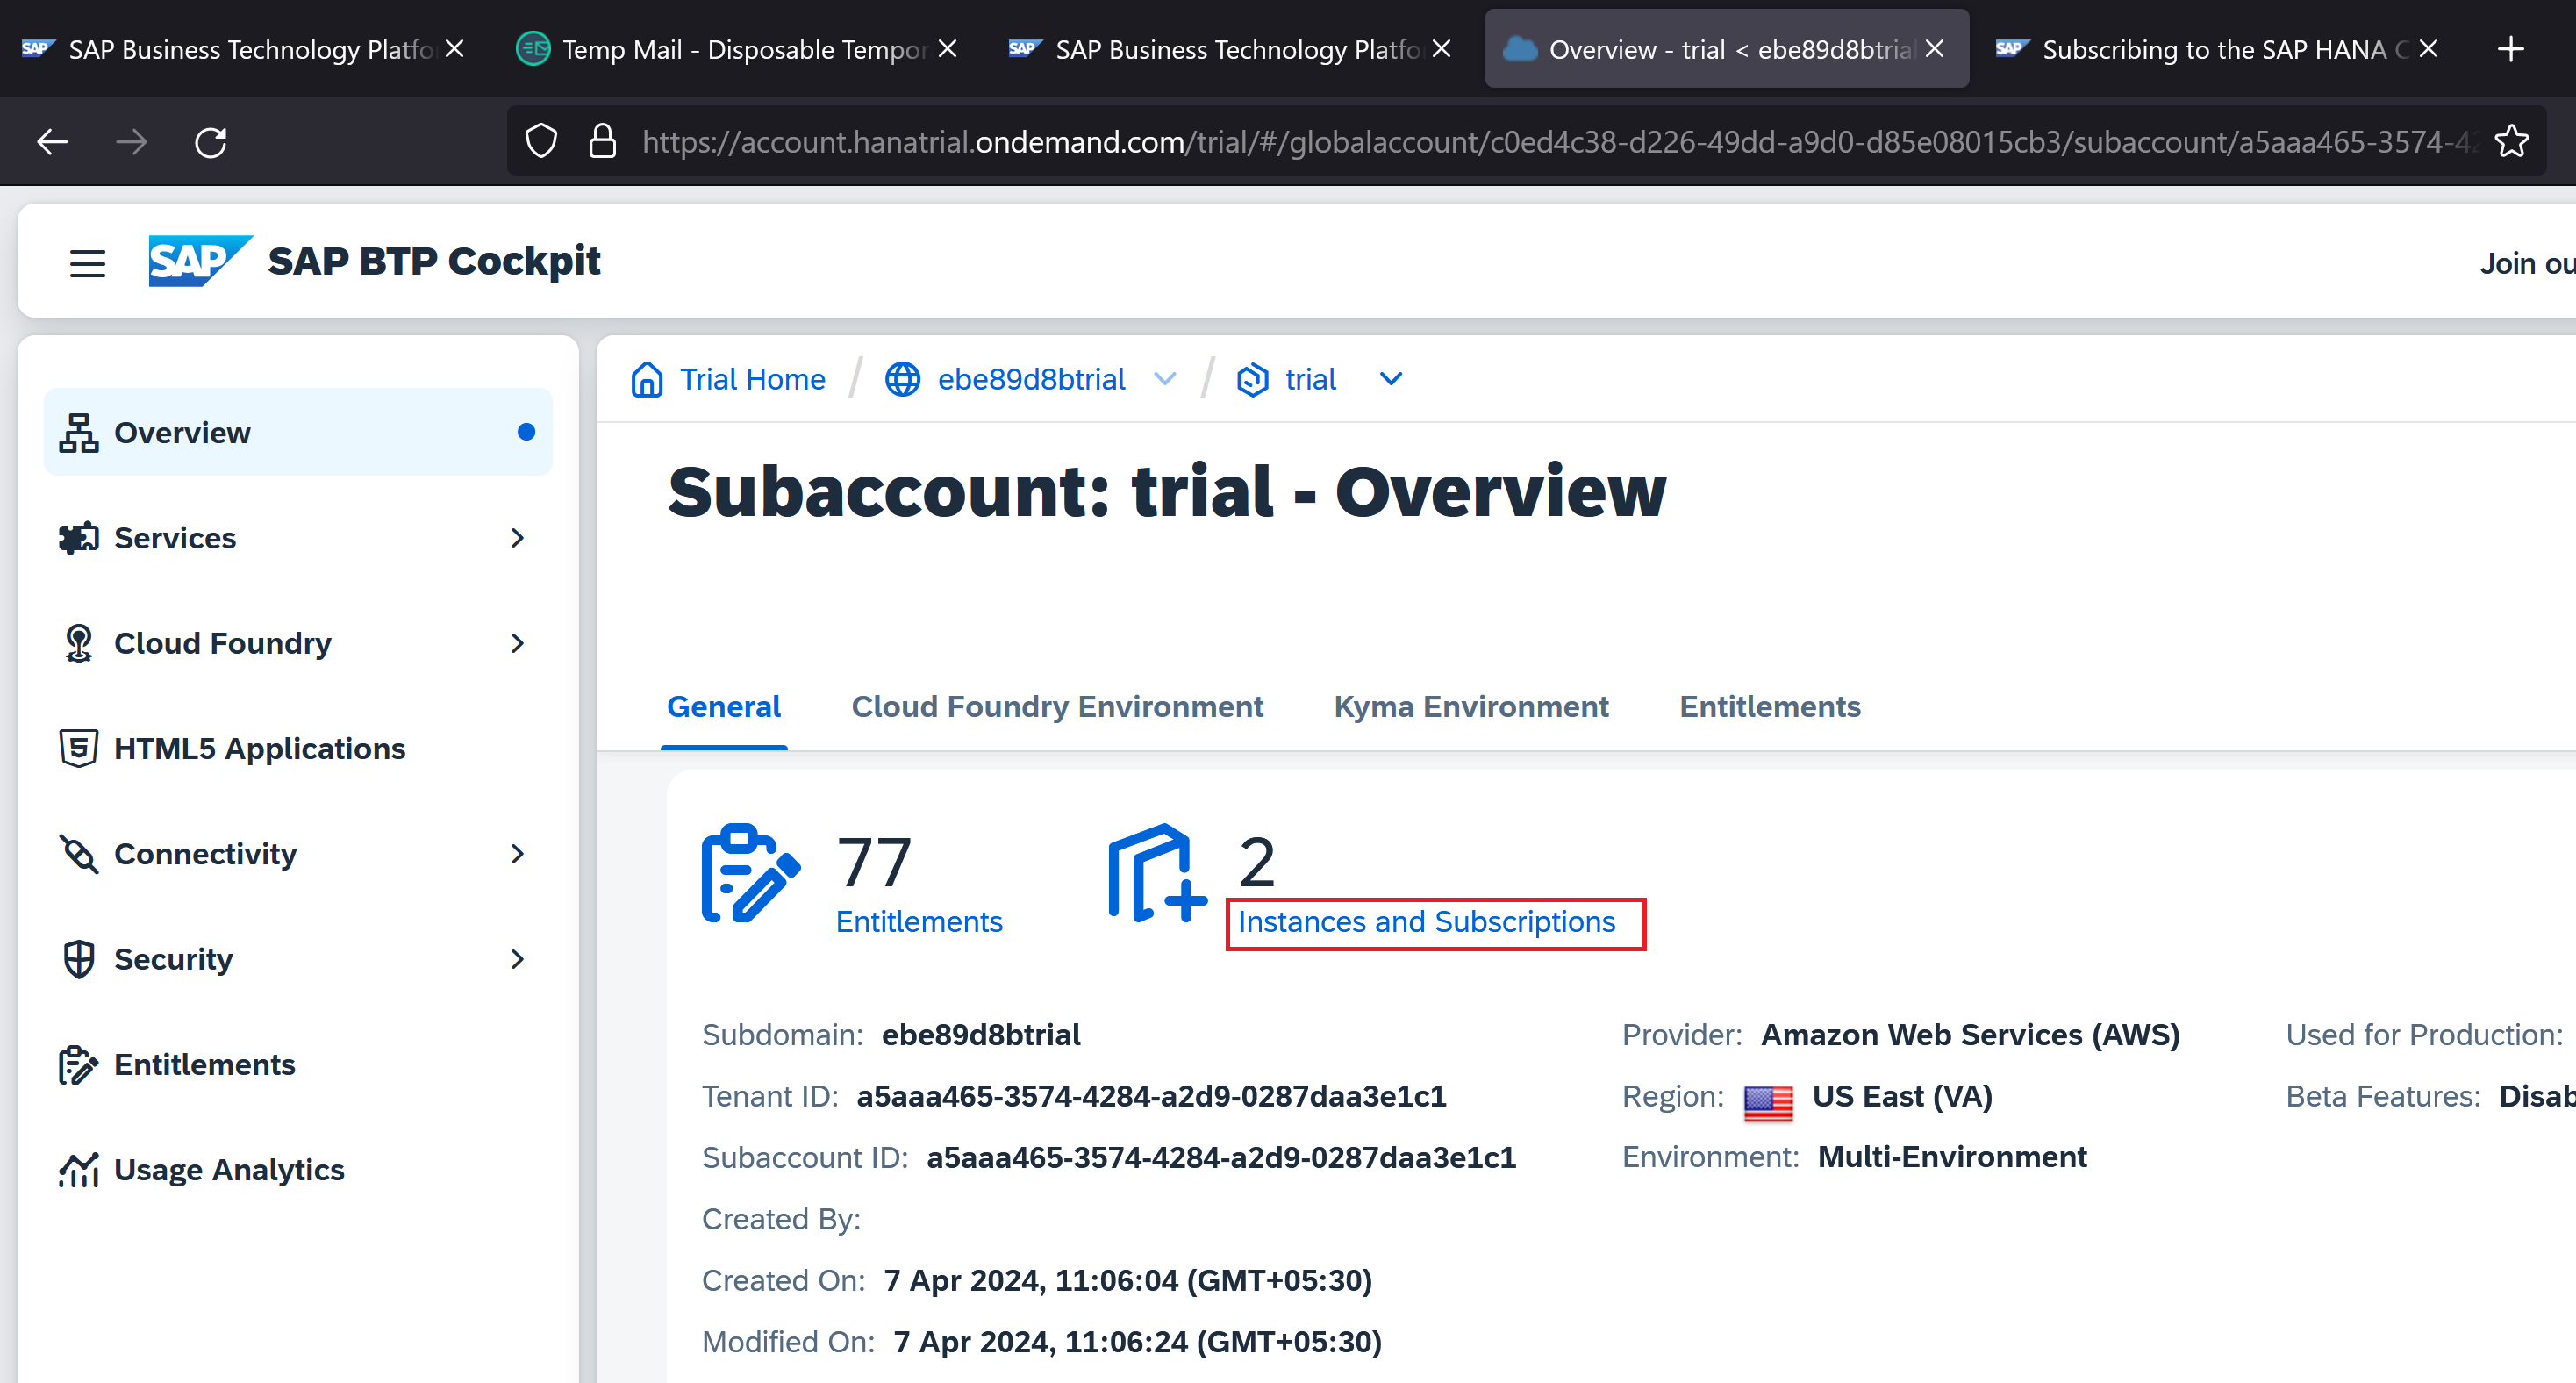 SAP SAP Business Technology Platfo
Temp Mail - Disposable Tempor
SAP SAP Business Technology Platfo
Overview - trial < ebe89d8btrial
SAP Subscribing to the SAP HANA C
https://account.hanatrial.ondemand.com/trial/#/globalaccount/c0ed4c38-d226-49dd-a9d0-d85e08015cb3/subaccount/a5aaa465-3574-42
SAP SAP BTP Cockpit
Join ou
Overview
Services
Cloud Foundry
HTML5 Applications
Connectivity
Security
Entitlements
Usage Analytics
Trial Home / ebe89d8btrial / trial
Subaccount: trial - Overview
General Cloud Foundry Environment Kyma Environment Entitlements
77
Entitlements
2
Instances and Subscriptions
Subdomain: ebe89d8btrial
Tenant ID: a5aaa465-3574-4284-a2d9-0287daa3e1c1
Subaccount ID: a5aaa465-3574-4284-a2d9-0287daa3e1c1
Created By:
Created On: 7 Apr 2024, 11:06:04 (GMT+05:30)
Modified On: 7 Apr 2024, 11:06:24 (GMT+05:30)
Provider: Amazon Web Services (AWS)
Region: US East (VA)
Environment: Multi-Environment
Used for Production:
Beta Features: Disab